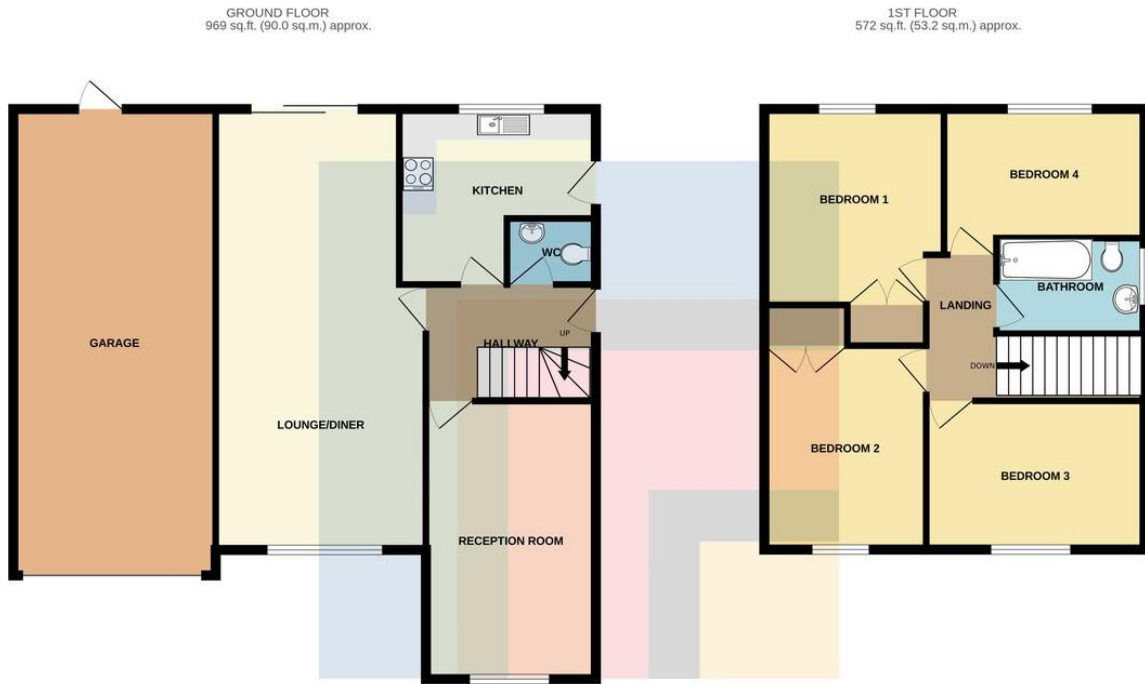 GROUND FLOOR
969 sq.ft. (90.0 sq.m.) approx.
1ST FLOOR
572 sq.ft. (53.2 sq.m.) approx.
KITCHEN
WC
GARAGE
UP
HALLWAY
LOUNGE/DINER
RECEPTION ROOM
BEDROOM 4
BEDROOM 1
BATHROOM
LANDING
DOWN
BEDROOM 2
BEDROOM 3